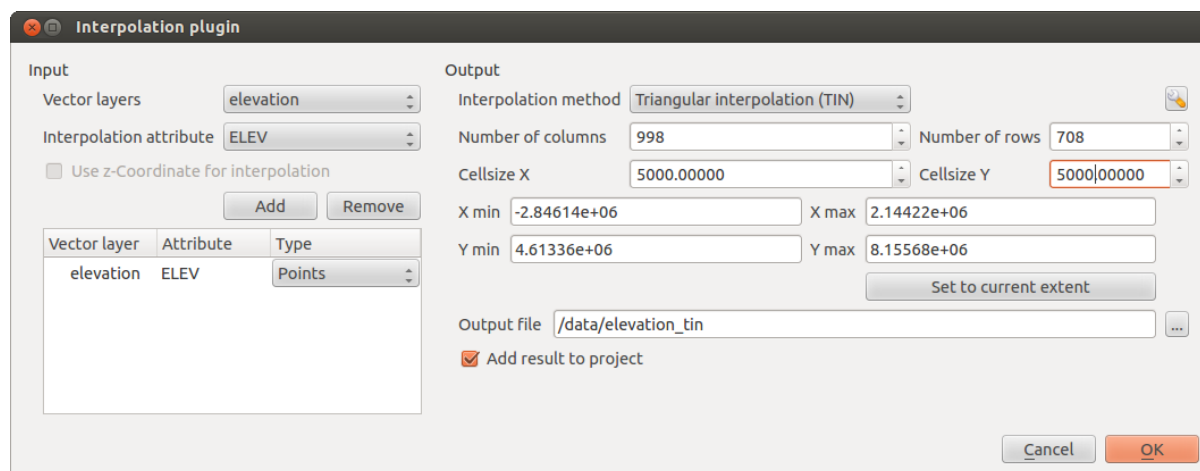 Interpolation plugin
Input
Vector layers elevation
Interpolation attribute ELEV
Use z-Coordinate for interpolation
Add Remove
Vector layer Attribute Type
elevation ELEV Points
Output
Interpolation method Triangular interpolation (TIN)
Number of columns 998 Number of rows 708
Cellsize X 5000.00000 Cellsize Y 5000.00000
X min -2.84614e+06 X max 2.14422e+06
Y min 4.61336e+06 Y max 8.15568e+06
Set to current extent
Output file /data/elevation_tin ...
Add result to project
Cancel OK